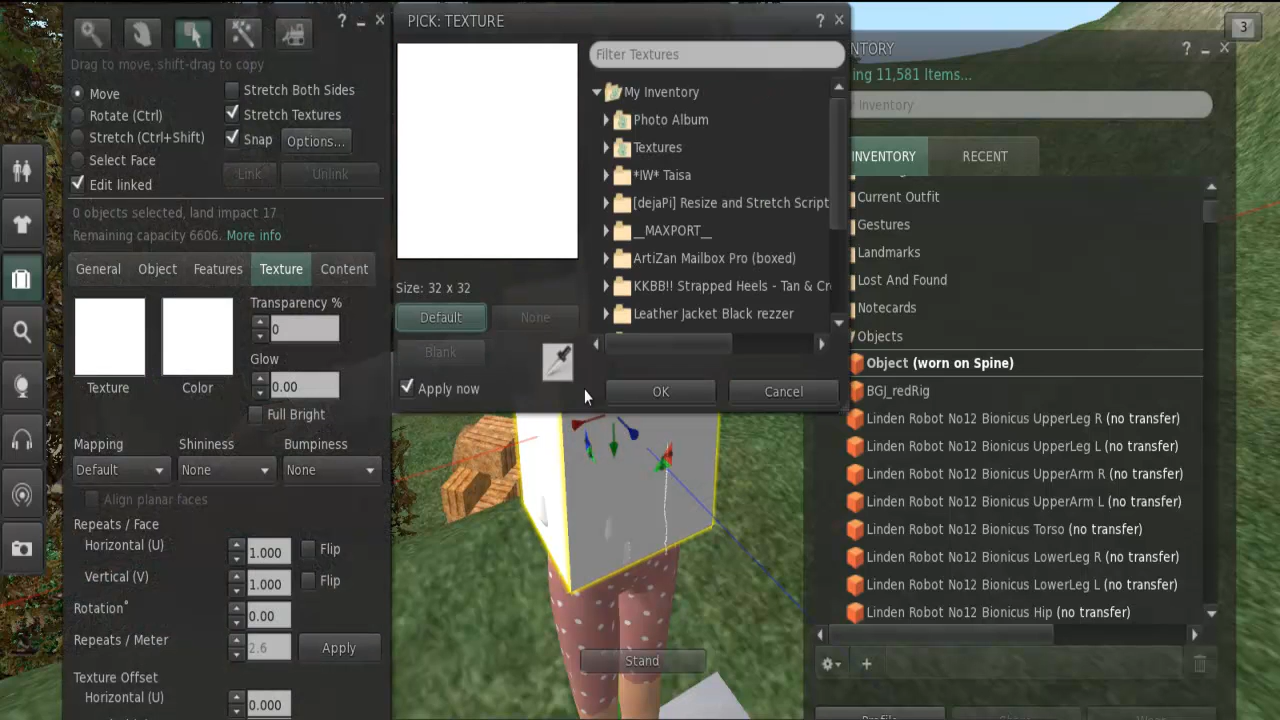 ?
Drag to move, shift-drag to copy
Move
Rotate (Ctrl)
Stretch (Ctrl+Shift)
Select Face
Edit linked
Stretch Both Sides
Stretch Textures
Snap
Options...
Link
Unlink
0 objects selected, land impact 17
Remaining capacity 6606. More info
General
Object
Features
Texture
Content
Texture
Color
Transparency %
0
Glow
0.00
Full Bright
Mapping
Shininess
Bumpiness
Default
None
None
Align planar faces
Repeats / Face
Horizontal (U)
1.000
Flip
Vertical (V)
1.000
Flip
Rotation°
0.00
Repeats / Meter
2.6
Apply
Texture Offset
Horizontal (U)
0.000
PICK: TEXTURE
?
Filter Textures
My Inventory
Photo Album
Textures
*IW* Taisa
[dejaPi] Resize and Stretch Script
__MAXPORT__
ArtiZan Mailbox Pro (boxed)
KKBB!! Strapped Heels - Tan & Cr
Leather Jacket Black rezzer
Size: 32 x 32
Default
None
Blank
Apply now
OK
Cancel
Stand
3
NTORY
?
ing 11,581 Items...
Inventory
INVENTORY
RECENT
Current Outfit
Gestures
Landmarks
Lost And Found
Notecards
Objects
Object (worn on Spine)
BGJ_redRig
Linden Robot No12 Bionicus UpperLeg R (no transfer)
Linden Robot No12 Bionicus UpperLeg L (no transfer)
Linden Robot No12 Bionicus UpperArm R (no transfer)
Linden Robot No12 Bionicus UpperArm L (no transfer)
Linden Robot No12 Bionicus Torso (no transfer)
Linden Robot No12 Bionicus LowerLeg R (no transfer)
Linden Robot No12 Bionicus LowerLeg L (no transfer)
Linden Robot No12 Bionicus Hip (no transfer)
Profile